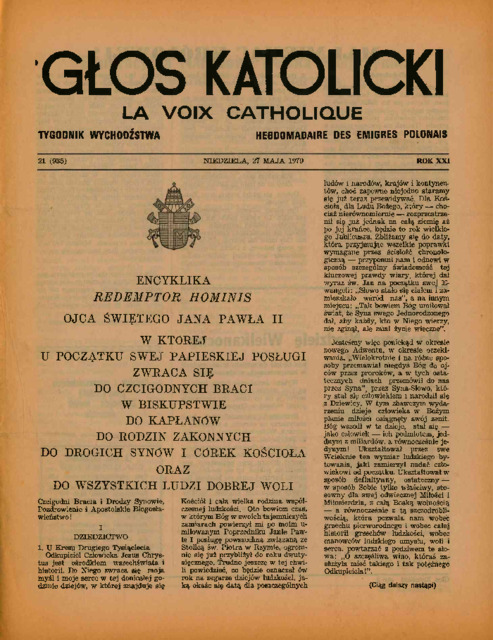 GŁOS KATOLICKI
LA VOIX CATHOLIQUE
TYGODNIK WYCHODŹSTWA
HEBDOMADAIRE DES EMIGRES POLONAIS
21 (985)
NIEDZIELA, 27 MAJA 1979
ROK XXI
ENCYKLIKA
REDEMPTOR HOMINIS
OJCA ŚWIĘTEGO JANA PAWŁA II
W KTOREJ
U POCZĄTKU SWEJ PAPIESKIEJ POSŁUGI
ZWRACA SIĘ
DO CZCIGODNYCH BRACI
W BISKUPSTWIE
DO KAPŁANÓW
DO RODZIN ZAKONNYCH
DO DROGICH SYNÓW I CÓREK KOŚCIOŁA
ORAZ
DO WSZYSTKICH LUDZI DOBREJ WOLI
Czcigodni Bracia i Drodzy Synowie,
Pozdrowienie i Apostolskie Błogosła-
wieństwo!
I
DZIEDZICTWO
1. U Kresu Drugiego Tysiąclecia
Odkupiciel Człowieka Jezus Chry-
stus jest ośrodkiem wszechświata i
historii. Do Niego zwraca się moja
myśl i moje serce w tej doniosłej go-
dzinie dziejów, w której znajduje się
Kościół i cała wielka rodzina współ-
czesnej ludzkości. Oto bowiem czas,
w którym Bóg w swoich tajemniczych
zamiarach powierzył mi po moim u-
miłowanym Poprzedniku Janie Paw-
le I posługę powszechną związaną ze
Stolicą św. Piotra w Rzymie, ogrom-
nie się już przybliżył do roku dwuty-
sięcznego. Trudno jeszcze w tej chwi-
li powiedzieć, co będzie oznaczał ów
rok na zegarze dziejów ludzkości, ja-
ką okaże się datą dla poszczególnych
ludów i narodów, krajów i kontynen-
tów, choć zapewne niejedno staramy
się już teraz przewidywać. Dla Koś-
cioła, dla Ludu Bożego, który — cho-
ciaż nierównomiernie — rozprzestrze-
nił się już jednak na całą ziemię aż
po jej krańce, będzie to rok wielkie-
go Jubileuszu. Zbliżamy się do daty,
która, przyjmując wszelkie poprawki
wymagane przez ścisłość chronolo-
giczną — przypomni nam i odnowi w
sposób szczególny świadomość tej
kluczowej prawdy wiary, której dał
wyraz św. Jan na początku swej E-
wangelii: „Słowo stało się ciałem i za-
mieszkało wśród nas", a na innym
miejscu: „Tak bowiem Bóg umiłował
świat, że Syna swego Jednorodzonego
dał, aby każdy, kto w Niego wierzy,
nie zginął, ale miał życie wieczne".
Jesteśmy więc poniekąd w okresie
nowego Adwentu, w okresie oczeki-
wania. „Wielokrotnie i na różne spo-
soby przemawiał niegdyś Bóg do oj-
ców przez proroków, a w tych osta-
tecznych dniach przemówił do nas
przez Syna", przez Syna-Słowo, któ-
ry stał się człowiekiem i narodził się
z Dziewicy. W tym zbawczym wyda-
rzeniu dzieje człowieka w Bożym
planie miłości osiągnęły swój zenit.
Bóg wszedł w te dzieje, stał się —
jako człowiek — ich podmiotem, jed-
nym z miliardów, a równocześnie je-
dynym! Ukształtował przez swe
Wcielenie ten wymiar ludzkiego by-
towania, jaki zamierzył nadać czło-
wiekowi od początku. Ukształtował w
sposób definitywny, ostateczny —
w sposób Sobie tylko właściwy, sto-
sowny dla swej odwiecznej Miłości i
Miłosierdzia, z całą Boską wolnością
— a równocześnie z tą szczodrobli-
wością, która pozwala nam wobec
grzechu pierworodnego i wobec całej
historii grzechów ludzkości, wobec
manowców ludzkiego umysłu, woli i
serca, powtarzać z podziwem te sło-
wa: „O szczęśliwa wino, któraś za-
służyła mieć takiego i tak potężnego
Odkupiciela!".
(Ciąg dalszy nastąpi)